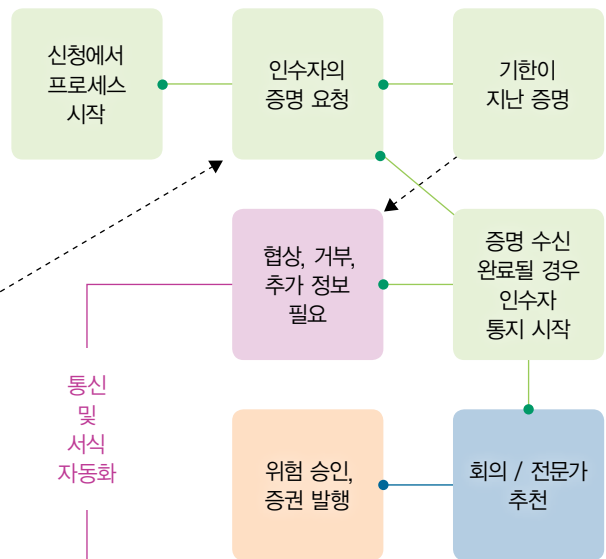 신청에서
프로세스
시작
인수자의
증명 요청
기한이
지난 증명
협상, 거부,
추가 정보
필요
증명 수신
완료될 경우
인수자
통지 시작
통신
및
서식
자동화
위험 승인,
증권 발행
회의 / 전문가
추천